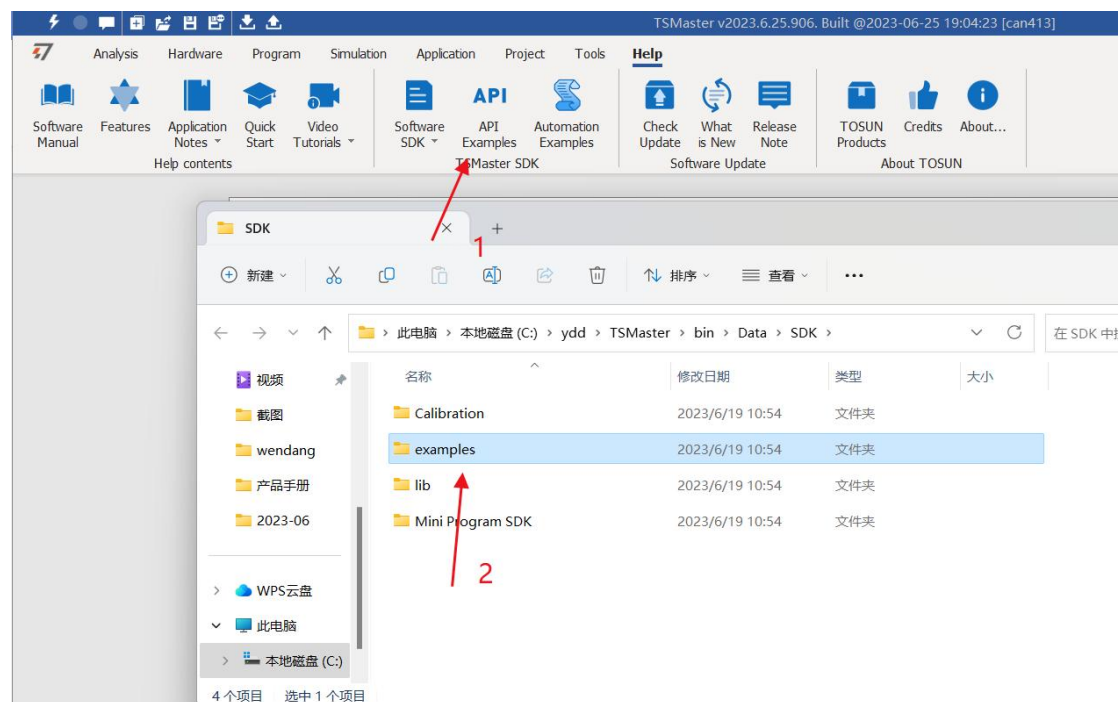 TSMaster v2023.6.25.906. Built @2023-06-25 19:04:23 [can413]
Analysis Hardware Program Simulation Application Project Tools Help
API
Software Manual Features Application Notes Quick Start Video Tutorials Software SDK API Examples Automation Examples Check Update What is New Release Note TOSUN Products Credits About...
Help contents TSMaster SDK Software Update About TOSUN
SDK
1
新建 排序 查看
此电脑 > 本地磁盘 (C:) > ydd > TSMaster > bin > Data > SDK >
在 SDK 中
名称 修改日期 类型 大小
视频
Calibration 2023/6/19 10:54 文件夹
截图
examples 2023/6/19 10:54 文件夹
wendang
lib 2023/6/19 10:54 文件夹
产品手册
Mini Program SDK 2023/6/19 10:54 文件夹
2023-06
2
WPS云盘
此电脑
本地磁盘 (C:)
4 个项目 选中 1 个项目